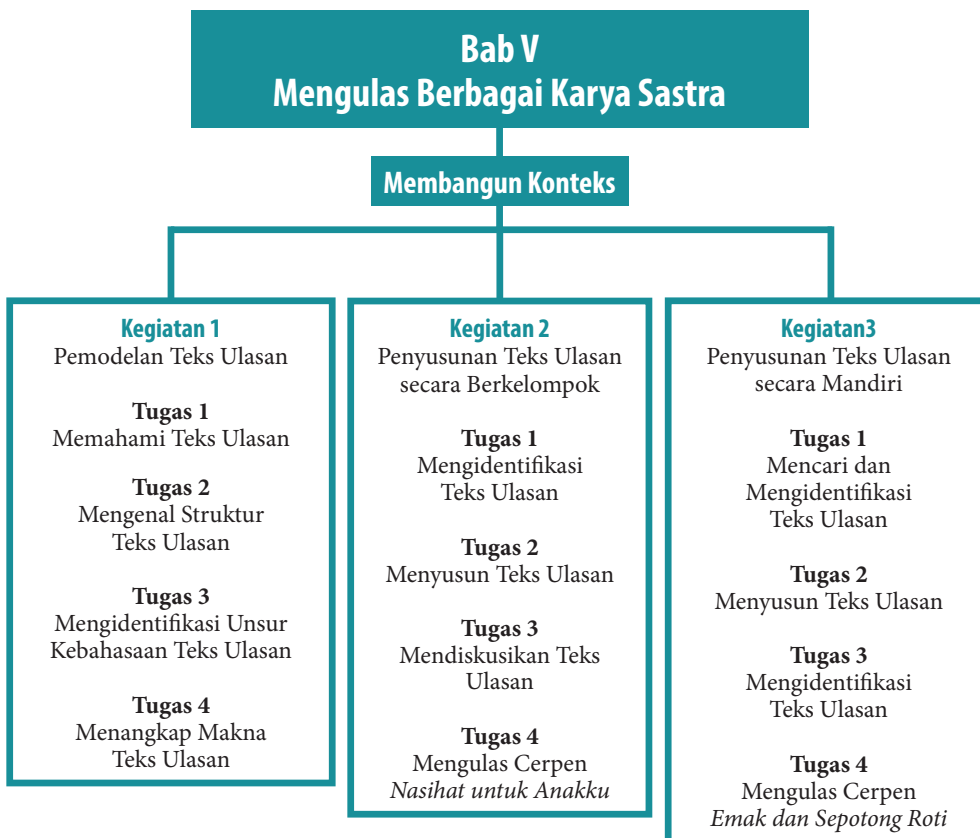 Bab V
Mengulas Berbagai Karya Sastra
Membangun Konteks
Kegiatan 1
Pemodelan Teks Ulasan
Tugas 1
Memahami Teks Ulasan
Tugas 2
Mengenal Struktur
Teks Ulasan
Tugas 3
Mengidentifikasi Unsur
Kebahasaan Teks Ulasan
Tugas 4
Menangkap Makna
Teks Ulasan
Kegiatan 2
Penyusunan Teks Ulasan
secara Berkelompok
Tugas 1
Mengidentifikasi
Teks Ulasan
Tugas 2
Menyusun Teks Ulasan
Tugas 3
Mendiskusikan Teks
Ulasan
Tugas 4
Mengulas Cerpen
Nasihat untuk Anakku
Kegiatan3
Penyusunan Teks Ulasan
secara Mandiri
Tugas 1
Mencari dan
Mengidentifikasi
Teks Ulasan
Tugas 2
Menyusun Teks Ulasan
Tugas 3
Mengidentifikasi
Teks Ulasan
Tugas 4
Mengulas Cerpen
Emak dan Sepotong Roti